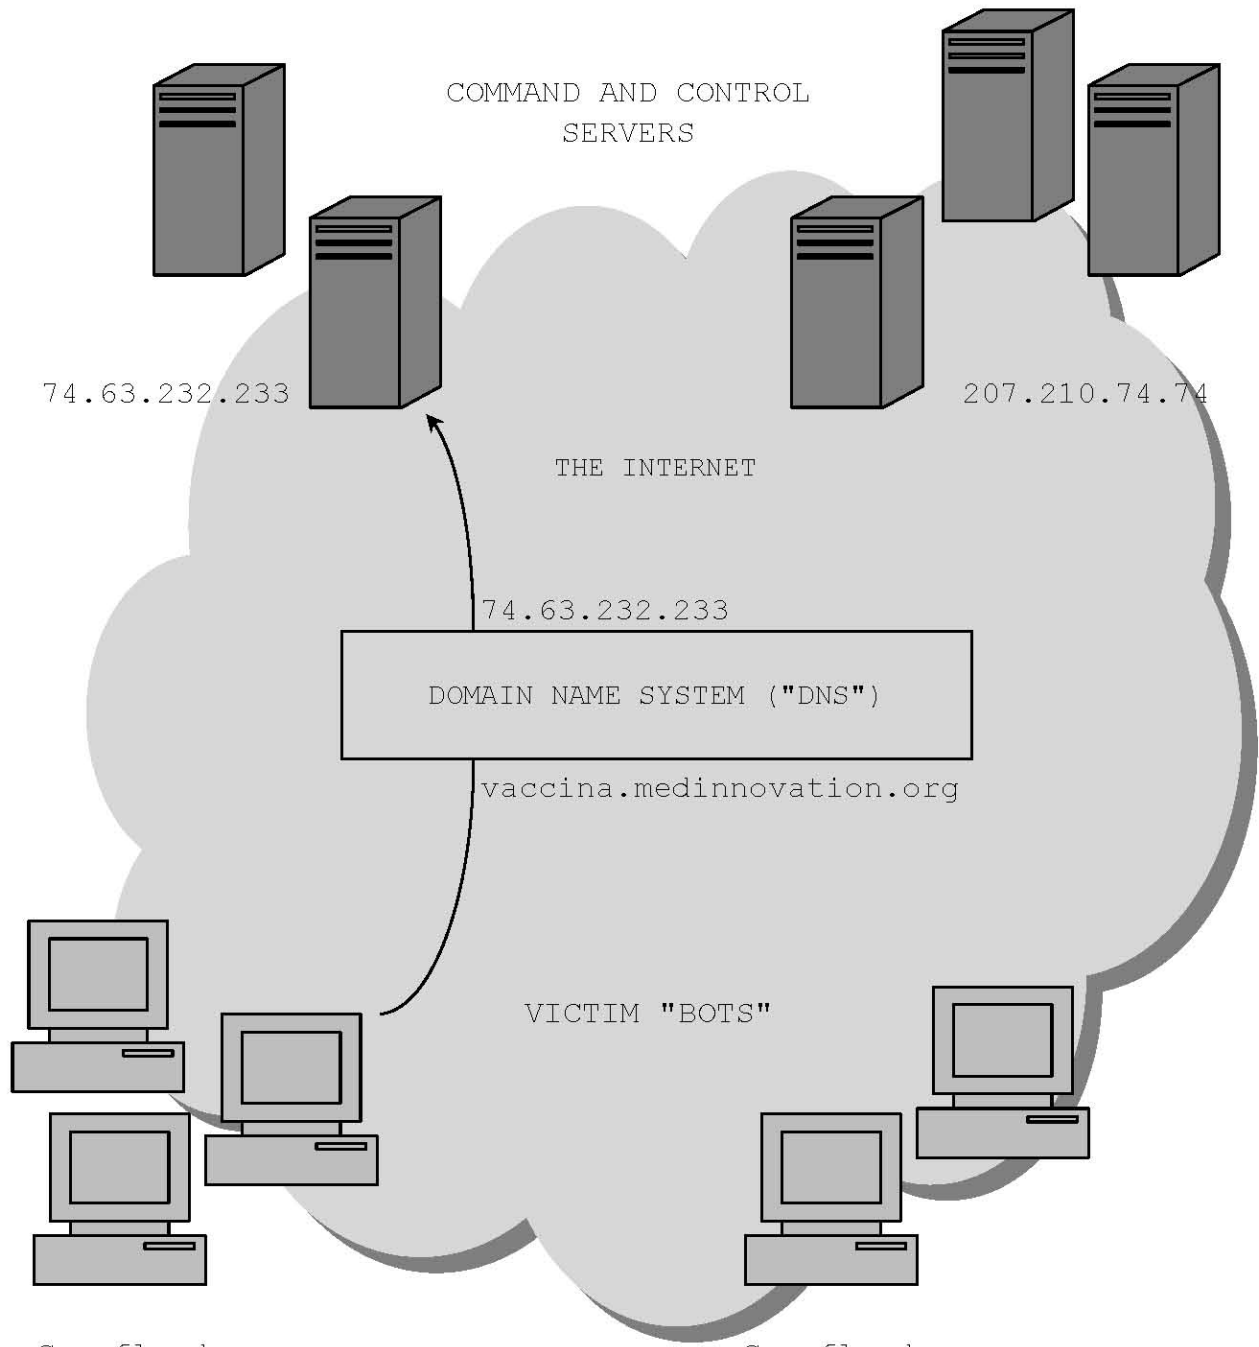 COMMAND AND CONTROL
SERVERS
74.63.232.233
207.210.74.74
THE INTERNET
74.63.232.233
DOMAIN NAME SYSTEM ("DNS")
vaccina.medinnovation.org
VICTIM "BOTS"